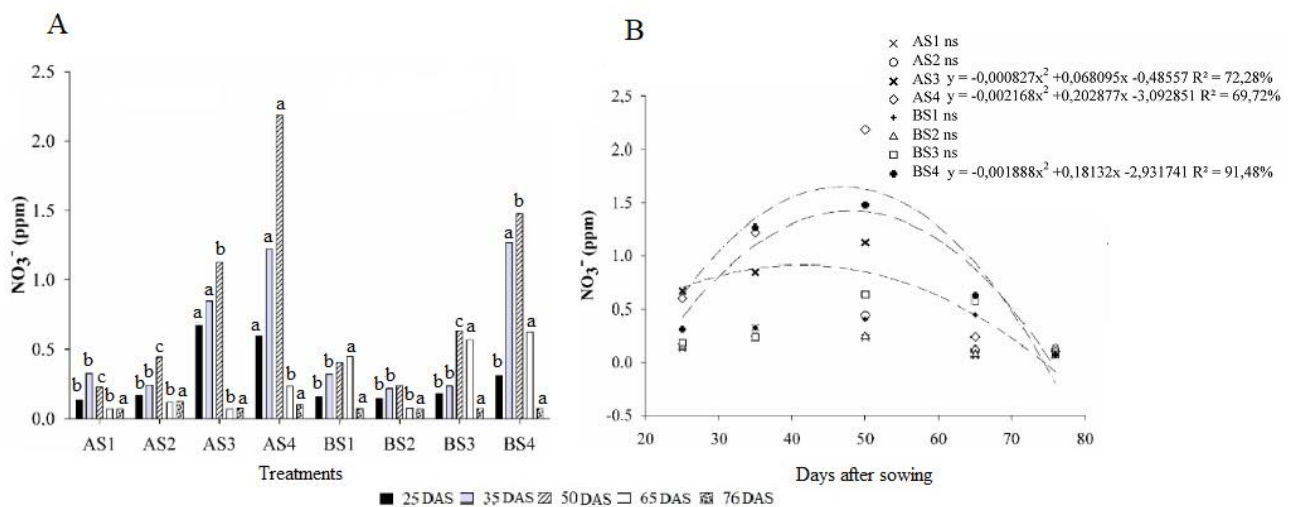 A
2.5
2.0
1.5
1.0
0.5
0.0
NO₃⁻ (ppm)
b b c b a
b b c b a
a a b b a
a a a b a
b b a a
b b b a
b b c a a
b a b a a
AS1 AS2 AS3 AS4 BS1 BS2 BS3 BS4
Treatments
25 DAS 35 DAS 50 DAS 65 DAS 76 DAS
B
AS1 ns
AS2 ns
AS3 y = -0,000827x² +0,068095x -0,48557 R² = 72,28%
AS4 y = -0,002168x² +0,202877x -3,092851 R² = 69,72%
BS1 ns
BS2 ns
BS3 ns
BS4 y = -0,001888x² +0,18132x -2,931741 R² = 91,48%
2.5
2.0
1.5
1.0
0.5
0.0
-0.5
NO₃⁻ (ppm)
20 40 60 70 80
Days after sowing